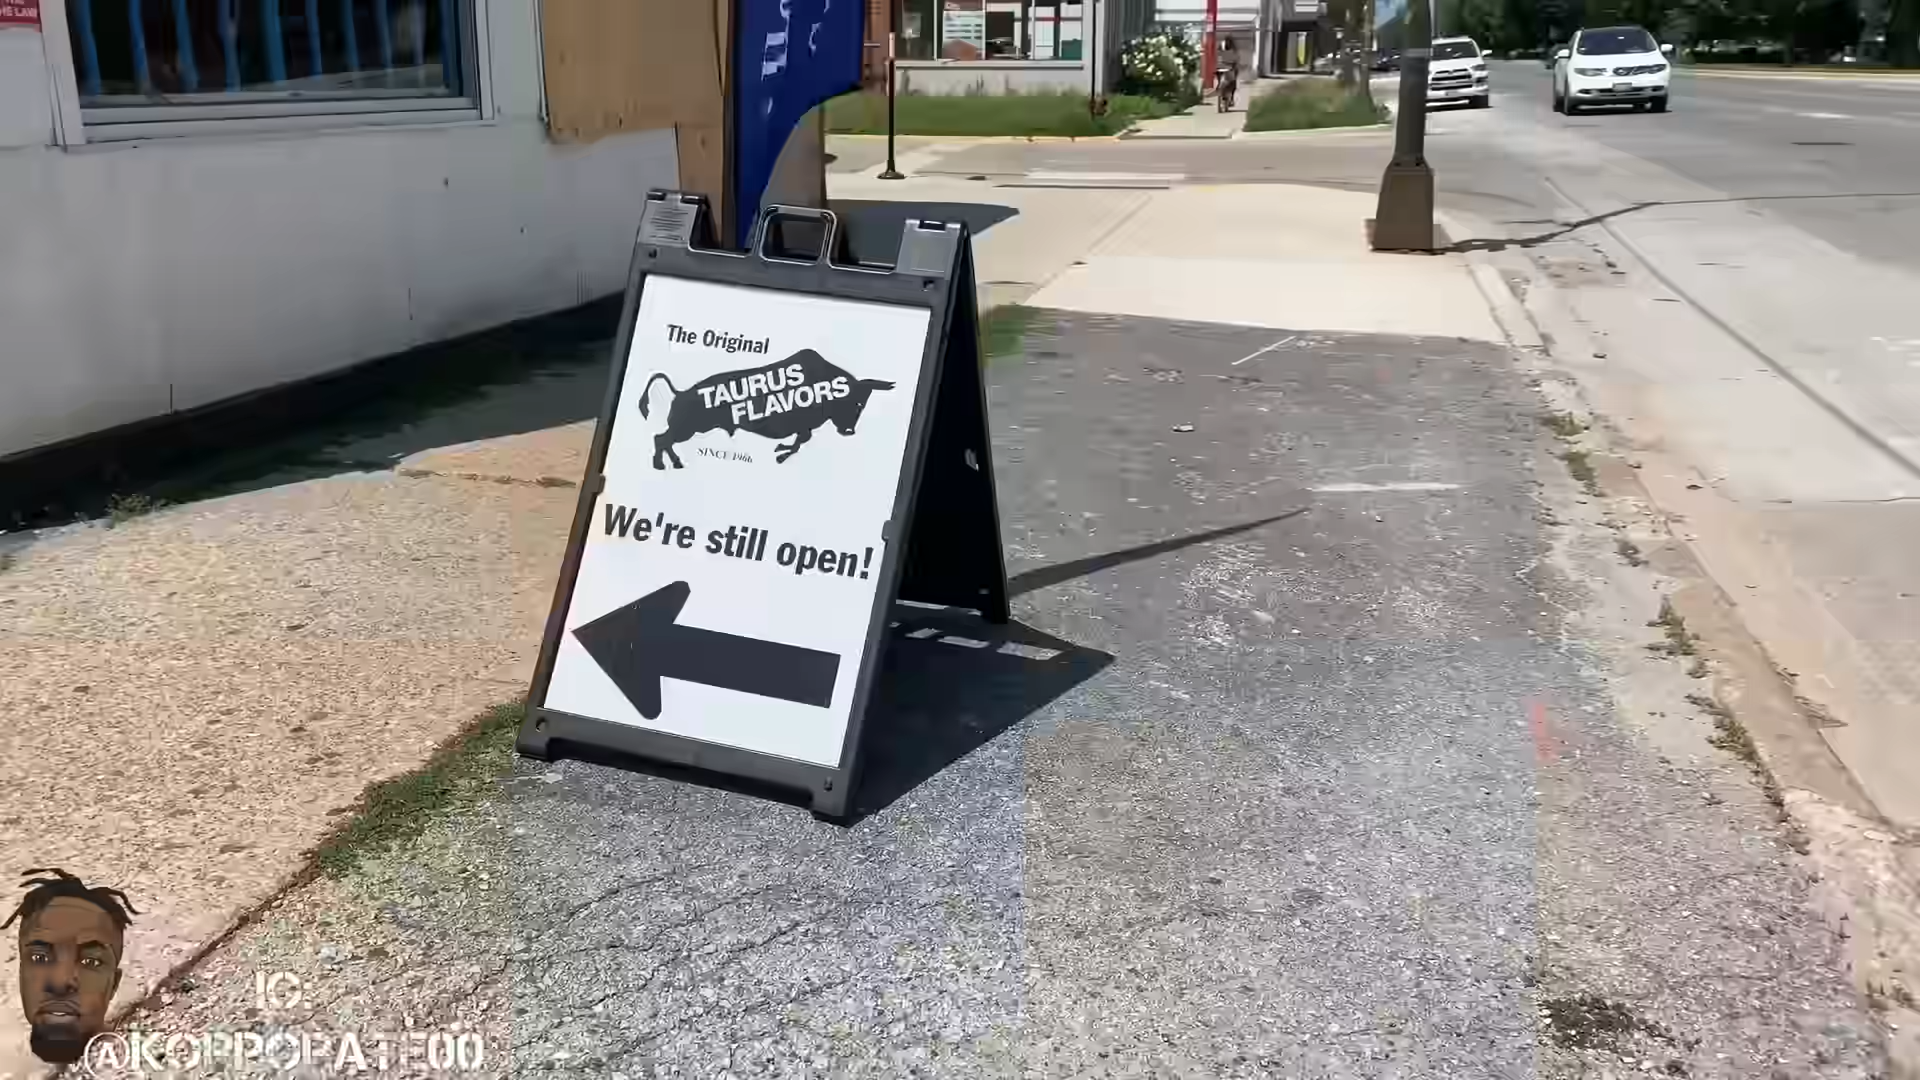 The Original
TAURUS
FLAVORS
SINCE 1966
We're still open!
IG:
@KOPPOPATE00